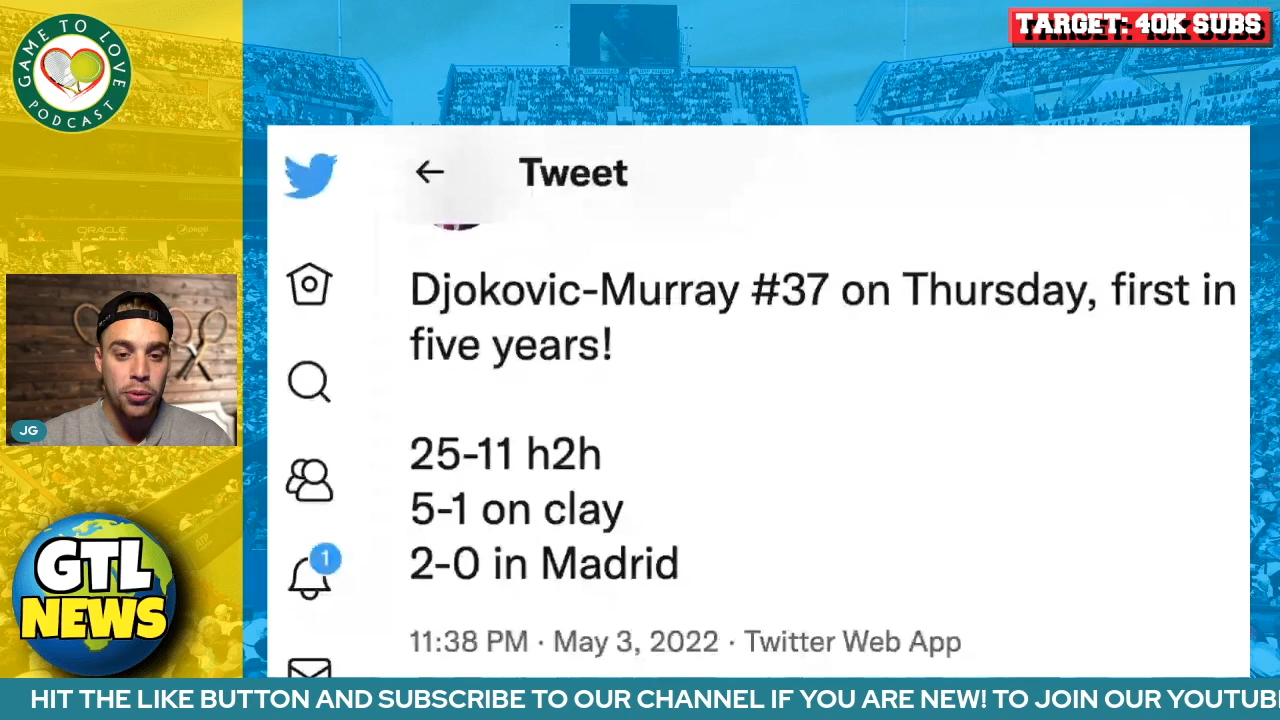 GAME TO LOVE
PODCAST
TARGET: 40K SUBS
Tweet
Djokovic-Murray #37 on Thursday, first in
five years!
25-11 h2h
5-1 on clay
2-0 in Madrid
11:38 PM · May 3, 2022 · Twitter Web App
1
ORACLE
JG
GTL
NEWS
HIT THE LIKE BUTTON AND SUBSCRIBE TO OUR CHANNEL IF YOU ARE NEW! TO JOIN OUR YOUTUB